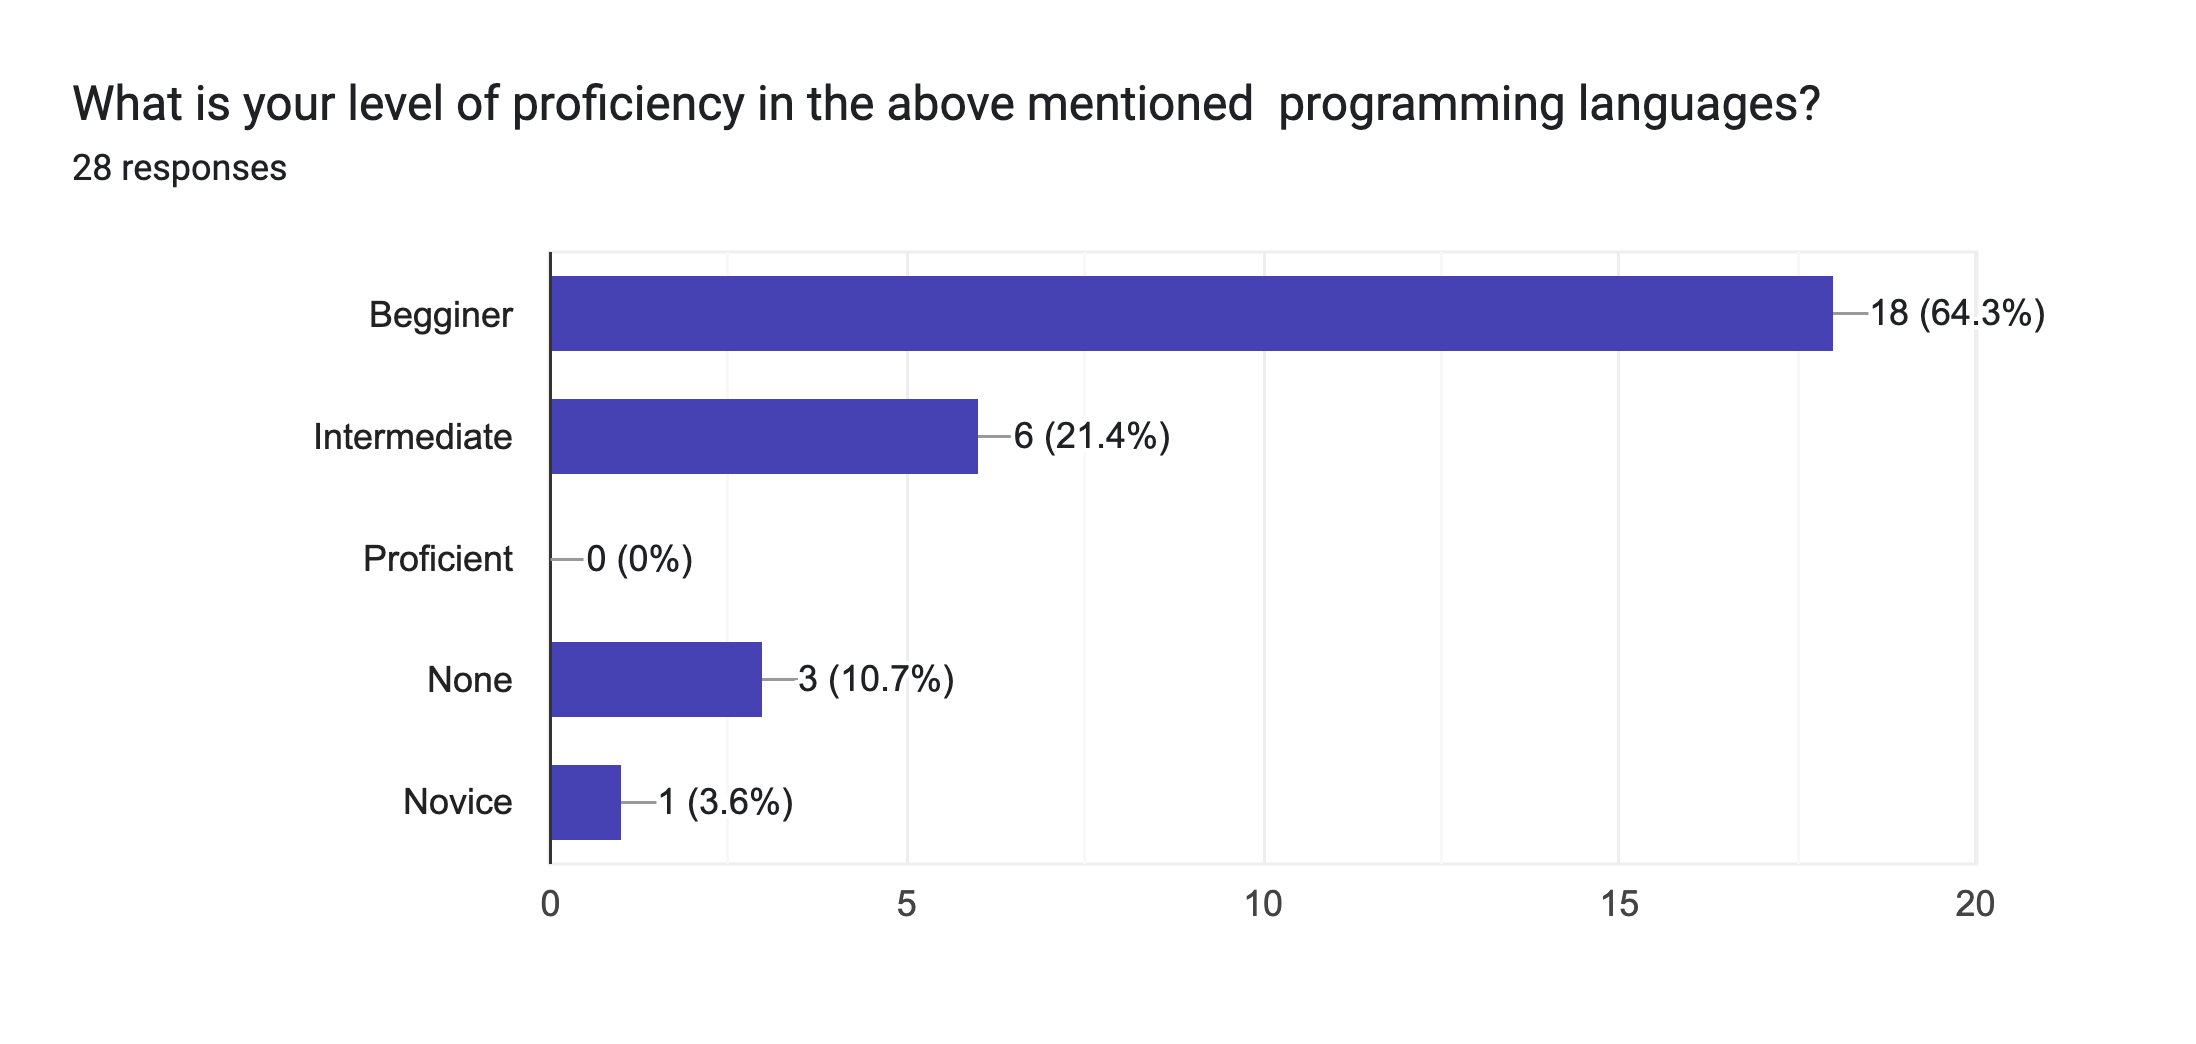 What is your level of proficiency in the above mentioned  programming languages?
28 responses
Begginer
18 (64.3%)
Intermediate
6 (21.4%)
Proficient
0 (0%)
None
3 (10.7%)
Novice
1 (3.6%)
0 5 10 15 20